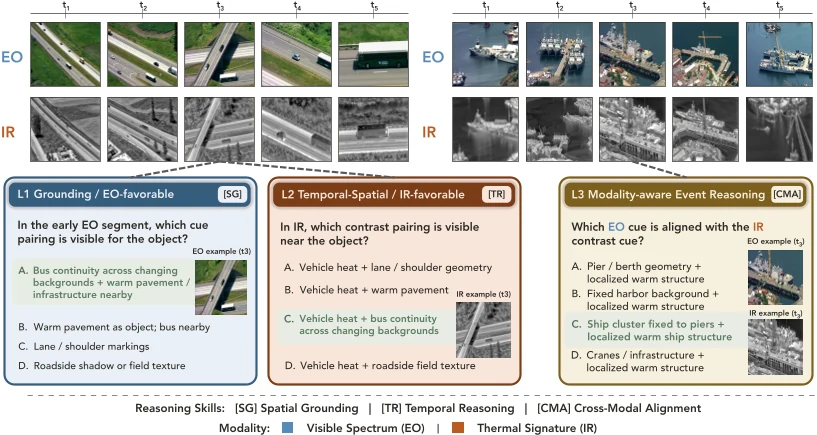 t1 t2 t3 t4 t5
t1 t2 t3 t4 t5
EO
EO
IR
IR
L1 Grounding / EO-favorable [SG]
In the early EO segment, which cue
pairing is visible for the object?
EO example (t3)
A. Bus continuity across changing
backgrounds + warm pavement /
infrastructure nearby
B. Warm pavement as object; bus nearby
C. Lane / shoulder markings
D. Roadside shadow or field texture
L2 Temporal-Spatial / IR-favorable [TR]
In IR, which contrast pairing is visible
near the object?
A. Vehicle heat + lane / shoulder geometry
B. Vehicle heat + warm pavement
IR example (t3)
C. Vehicle heat + bus continuity
across changing backgrounds
D. Vehicle heat + roadside field texture
L3 Modality-aware Event Reasoning [CMA]
Which EO cue is aligned with the IR
contrast cue?
EO example (t3)
A. Pier / berth geometry +
localized warm structure
B. Fixed harbor background +
localized warm structure
IR example (t3)
C. Ship cluster fixed to piers +
localized warm ship structure
D. Cranes / infrastructure +
localized warm structure
Reasoning Skills: [SG] Spatial Grounding | [TR] Temporal Reasoning | [CMA] Cross-Modal Alignment
Modality: Visible Spectrum (EO) | Thermal Signature (IR)